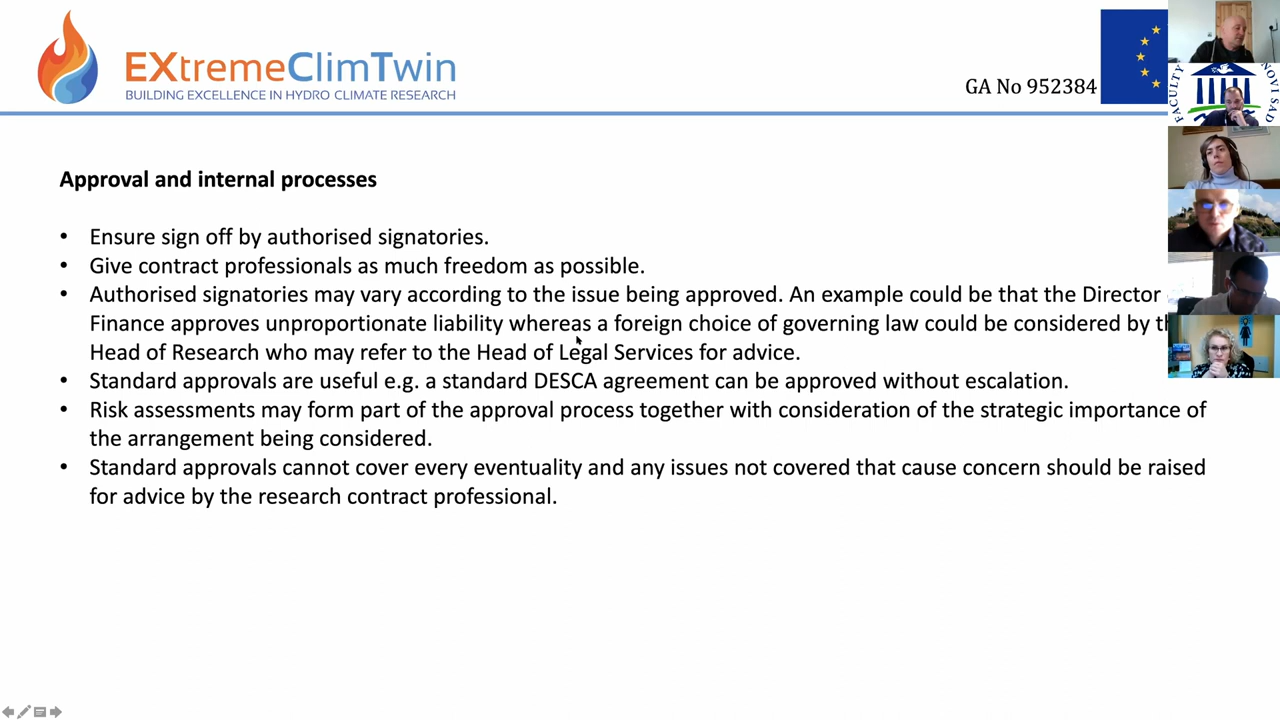 EXtremeClimTwin
BUILDING EXCELLENCE IN HYDRO CLIMATE RESEARCH
GA No 952384
FACULTY
NOVI SAD
Approval and internal processes
• Ensure sign off by authorised signatories.
• Give contract professionals as much freedom as possible.
• Authorised signatories may vary according to the issue being approved. An example could be that the Director
Finance approves unproportionate liability whereas a foreign choice of governing law could be considered by
Head of Research who may refer to the Head of Legal Services for advice.
• Standard approvals are useful e.g. a standard DESCA agreement can be approved without escalation.
• Risk assessments may form part of the approval process together with consideration of the strategic importance of
the arrangement being considered.
• Standard approvals cannot cover every eventuality and any issues not covered that cause concern should be raised
for advice by the research contract professional.